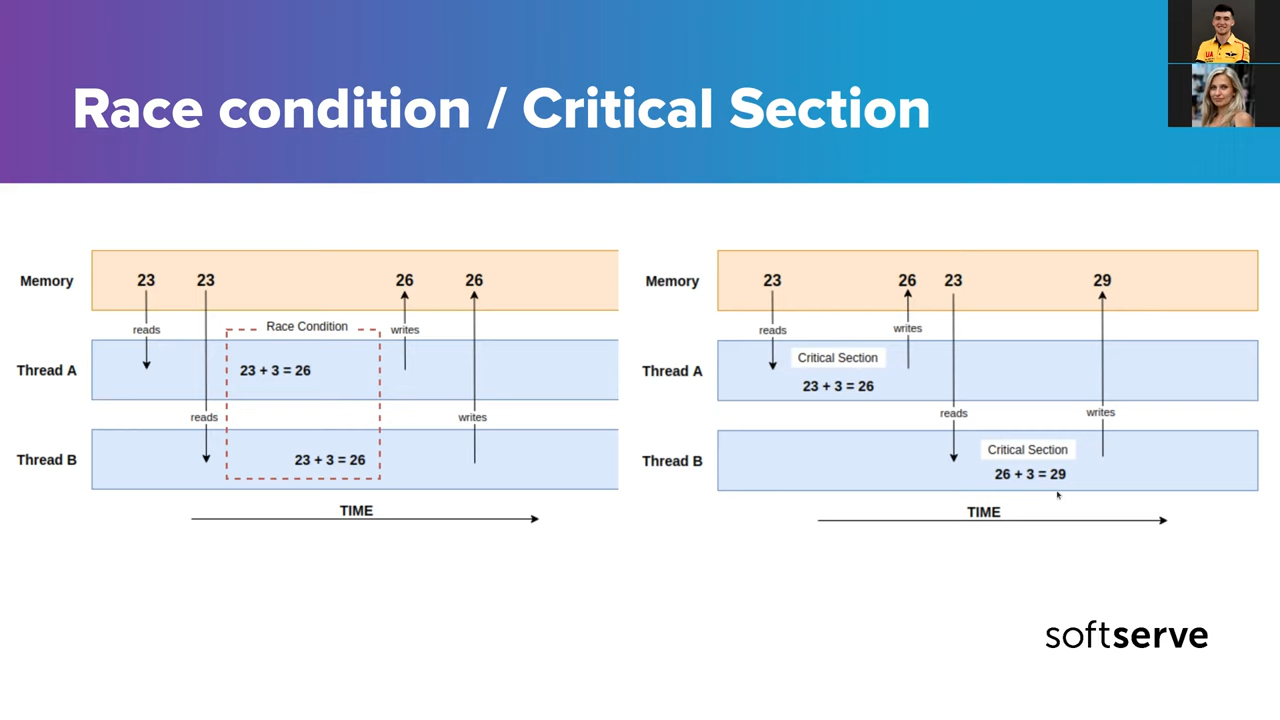 Race condition / Critical Section
Memory 23 23 26 26
reads Race Condition writes
Thread A 23 + 3 = 26
reads writes
Thread B 23 + 3 = 26
TIME
Memory 23 26 23 29
reads writes
Critical Section
Thread A 23 + 3 = 26
reads writes
Critical Section
Thread B 26 + 3 = 29
TIME
softserve
UA